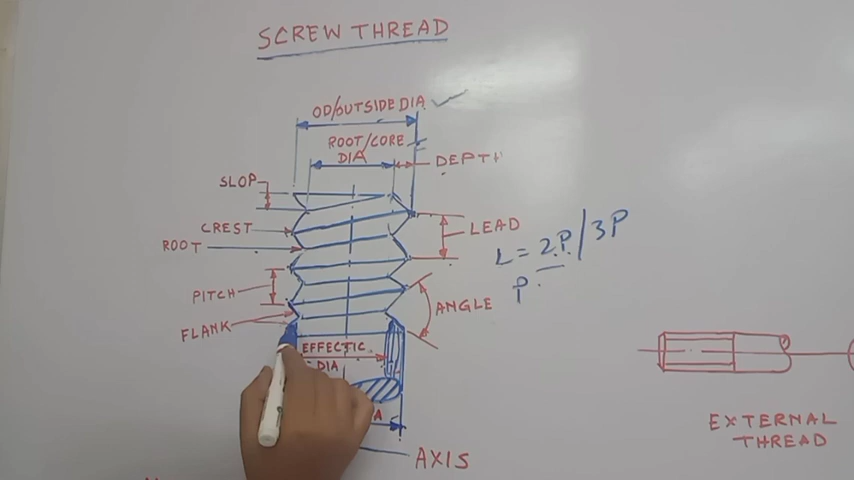 SCREW THREAD
OD/OUTSIDE DIA
ROOT/CORE
DIA
DEPTH
SLOP
CREST
ROOT
LEAD
L = 2P/3P
P
PITCH
ANGLE
FLANK
EFFECTIC
DIA
EXTERNAL
THREAD
AXIS